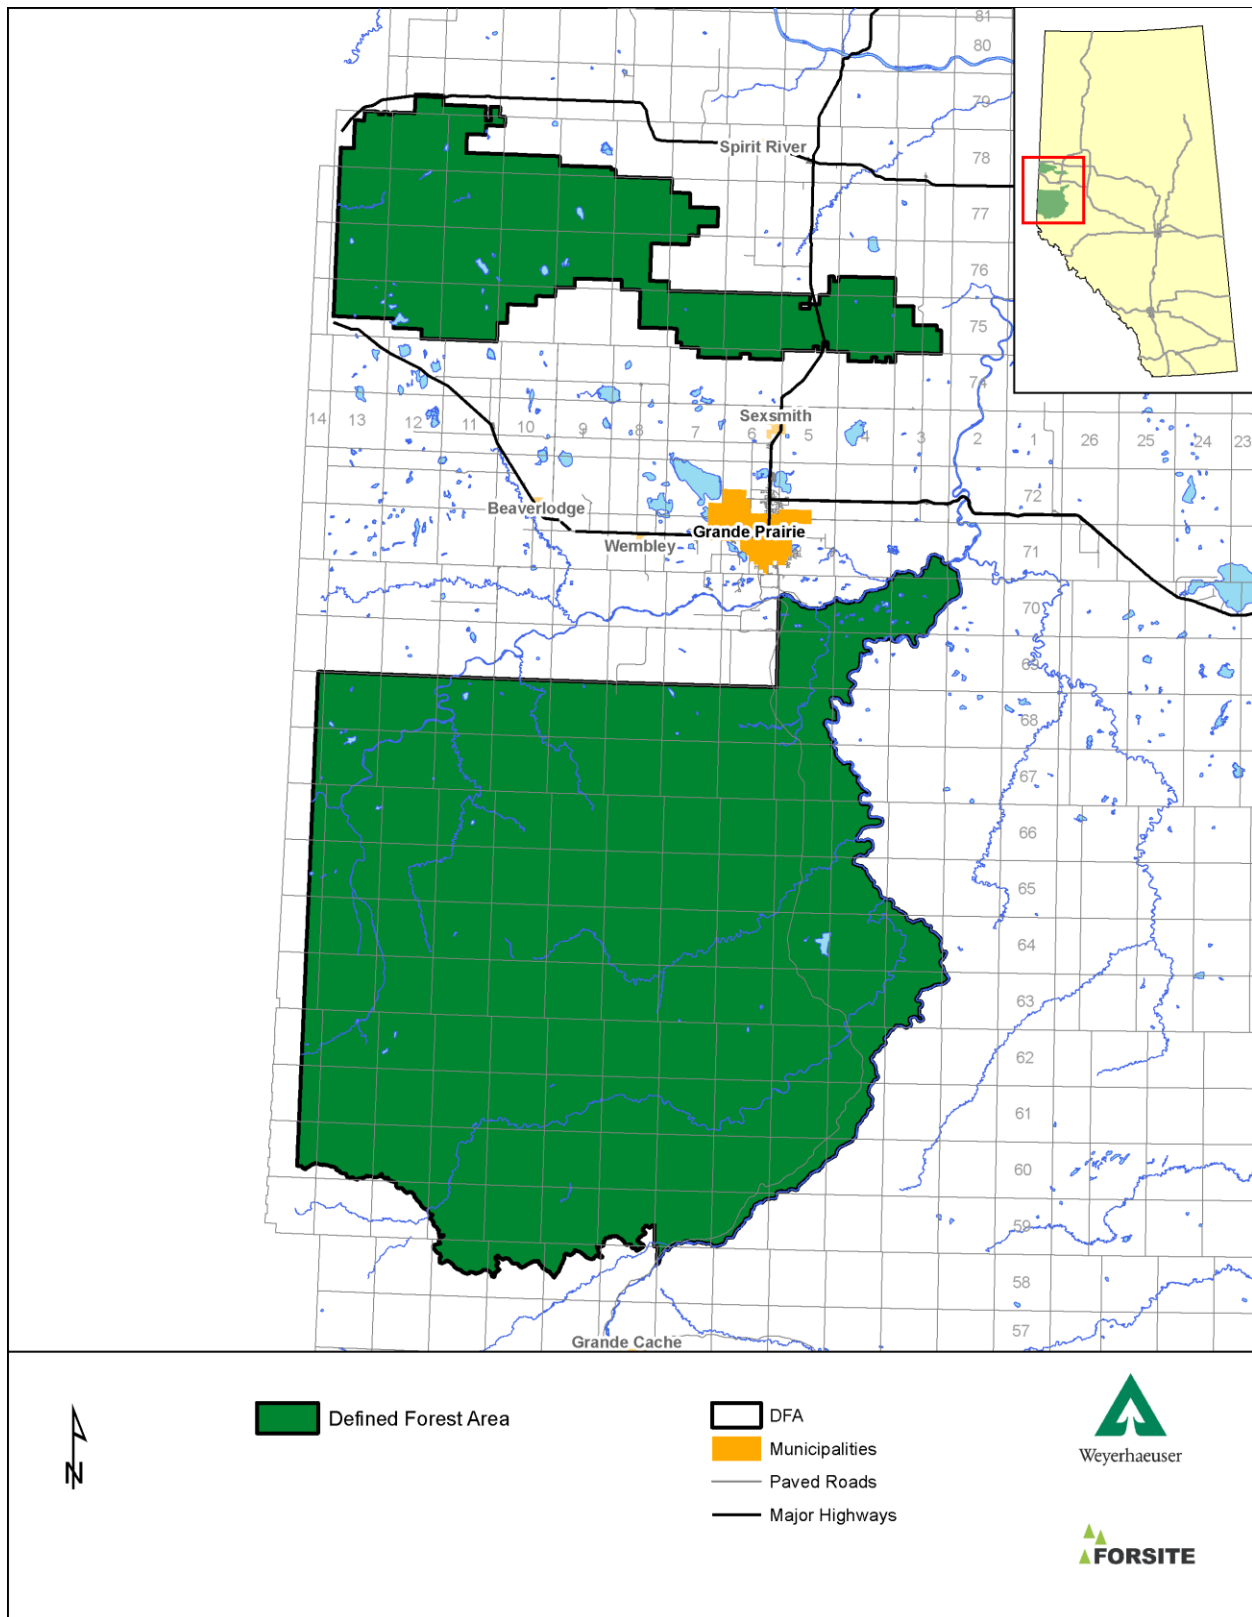 81
80
79
Spirit River
78
77
76
75
74
Sexsmith
14 13 12 11 10 9 8 7 6 5 4 3 2 1 26 25 24 23
72
Beaverlodge
Grande Prairie
Wembley
71
70
69
68
67
66
65
64
63
62
61
60
59
58
57
Grande Cache
N
Defined Forest Area
DFA
Municipalities
Paved Roads
Major Highways
Weyerhaeuser
FORSITE